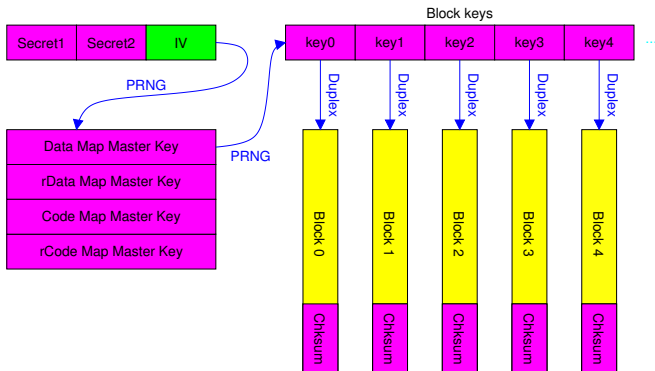 Block keys
Secret1 Secret2 IV
key0 key1 key2 key3 key4 ...
PRNG
Duplex Duplex Duplex Duplex Duplex
Data Map Master Key
PRNG
rData Map Master Key
Code Map Master Key
rCode Map Master Key
Block 0 Block 1 Block 2 Block 3 Block 4
Chksum Chksum Chksum Chksum Chksum